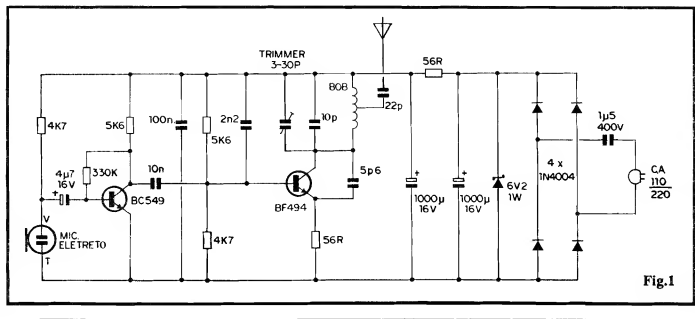 TRIMMER
3-30P
BOB
22p
56R
4K7
5K6
100n
5K6
2n2
10p
5p6
1µ5
400V
4µ7
16V
+
330K
10n
BC549
BF494
+
1000µ
16V
+
1000µ
16V
6V2
1W
4 x
1N4004
CA
110
220
V
MIC.
ELETRETO
T
4K7
56R
Fig.1